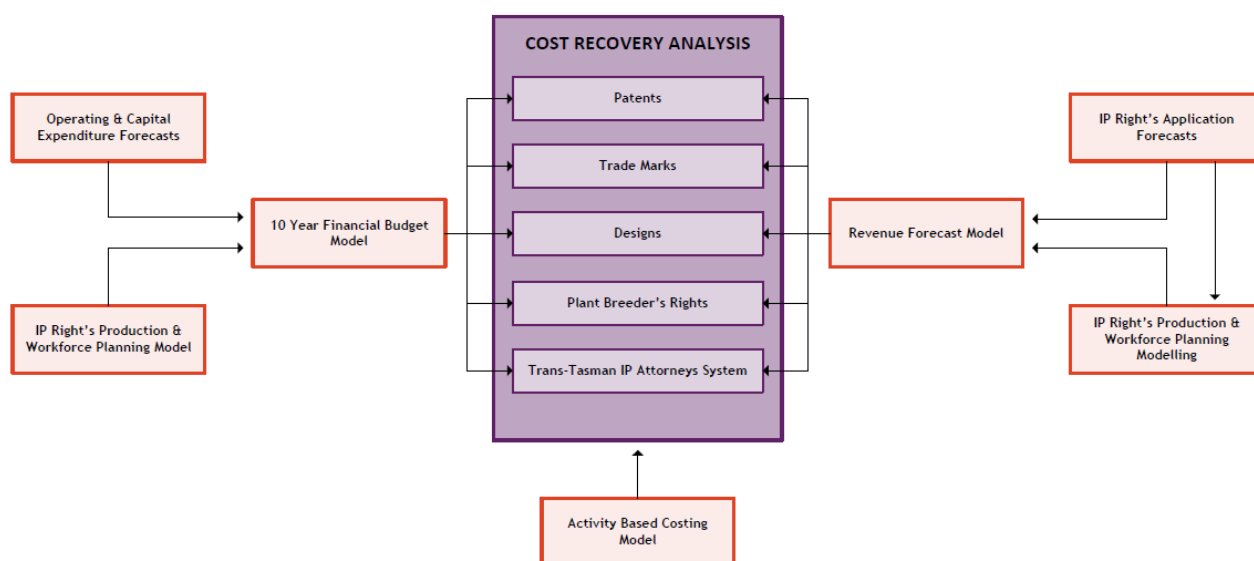 COST RECOVERY ANALYSIS
Patents
Trade Marks
Designs
Plant Breeder's Rights
Trans-Tasman IP Attorneys System
Operating & Capital
Expenditure Forecasts
10 Year Financial Budget
Model
IP Right's Production &
Workforce Planning Model
IP Right's Application
Forecasts
Revenue Forecast Model
IP Right's Production &
Workforce Planning
Modelling
Activity Based Costing
Model